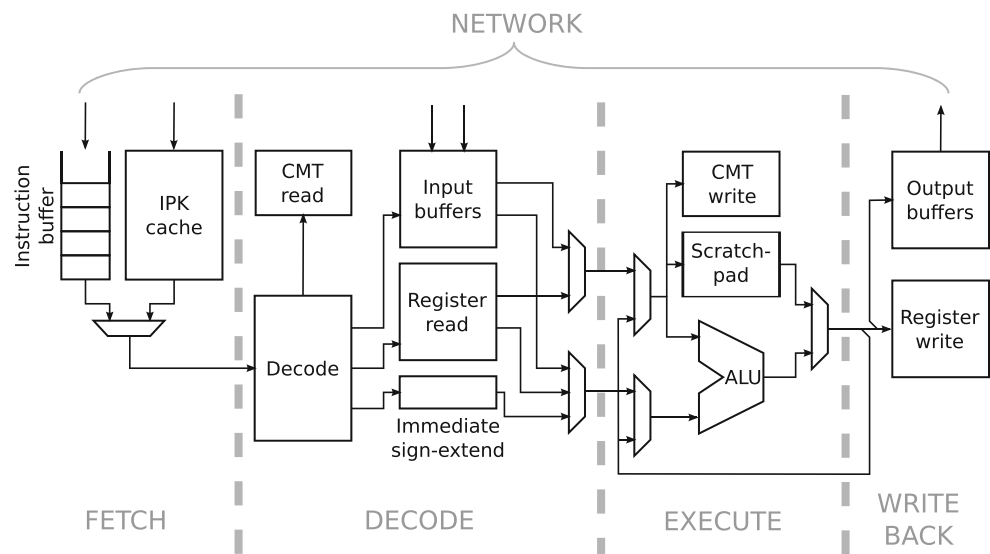 NETWORK
Instruction
buffer
IPK
cache
CMT
read
Input
buffers
Register
read
Decode
Immediate
sign-extend
CMT
write
Scratch-
pad
ALU
Output
buffers
Register
write
FETCH
DECODE
EXECUTE
WRITE
BACK